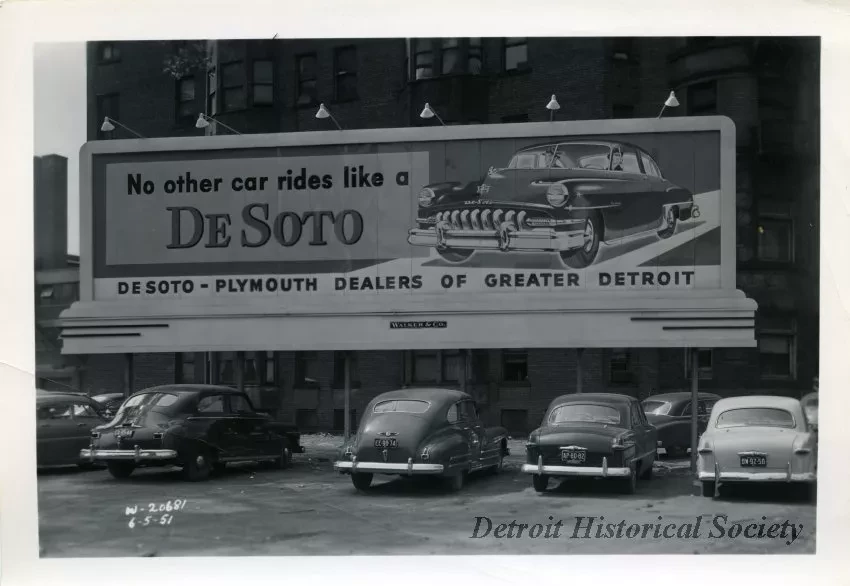 No other car rides like a
DE SOTO
DE SOTO - PLYMOUTH DEALERS OF GREATER DETROIT
WALKER & CO.
W-20681
6-5-51
Detroit Historical Society